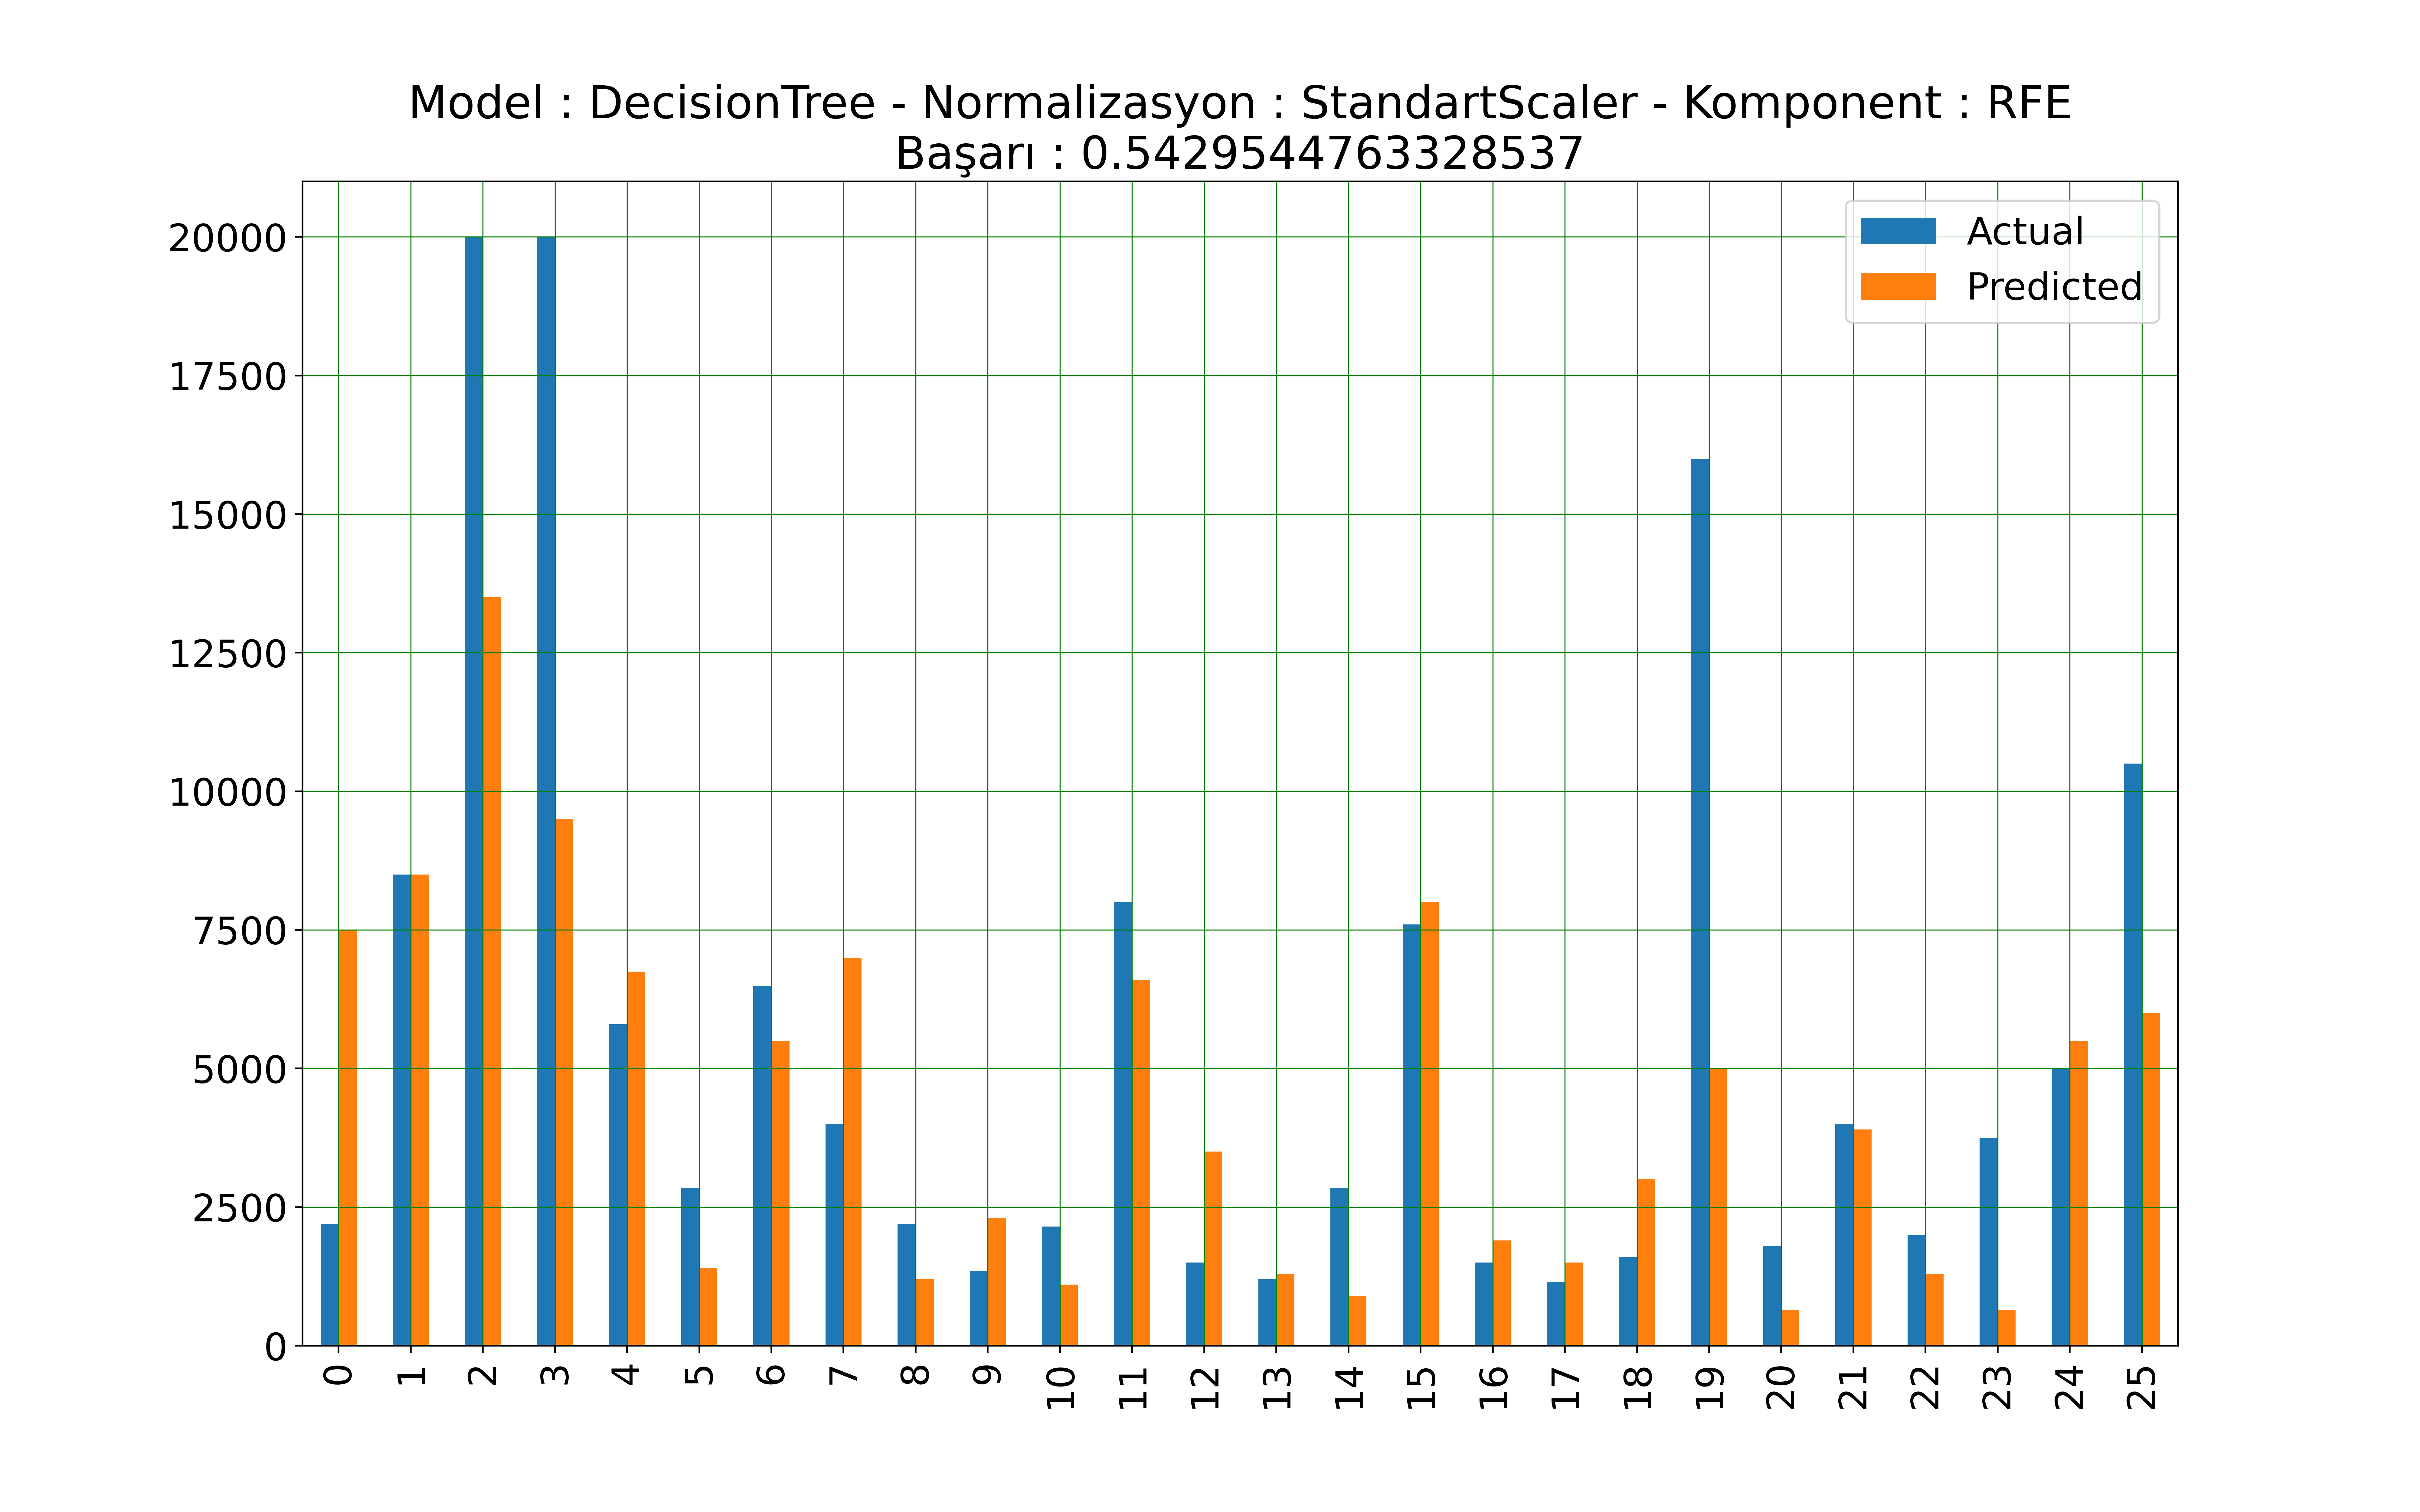 Model : DecisionTree - Normalizasyon : StandartScaler - Komponent : RFE
Başarı : 0.5429544763328537
Actual
Predicted
20000
17500
15000
12500
10000
7500
5000
2500
0
0 1 2 3 4 5 6 7 8 9 10 11 12 13 14 15 16 17 18 19 20 21 22 23 24 25